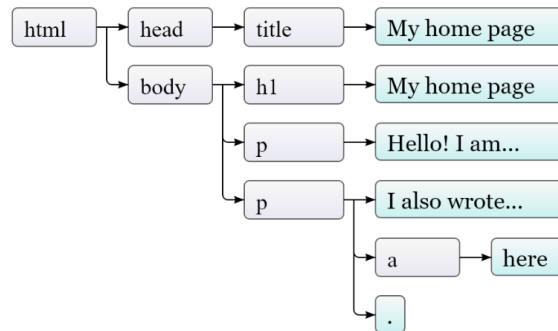 html head title My home page
body h1 My home page
p Hello! I am...
p I also wrote...
a here
.